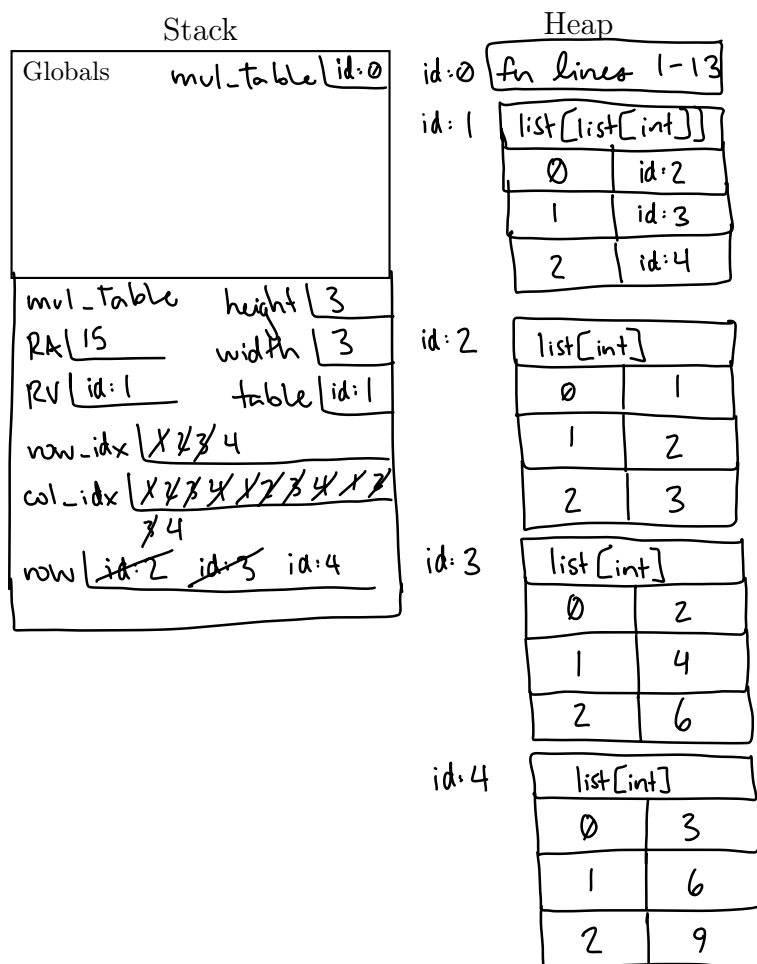 Stack
Globals mul_table id:0
mul_table height 3
RA 15 width 3
RV id:1 table id:1
row_idx 1 2 3 4
col_idx 1 2 3 4 1 2 3 4 1 2
3 4
row id:2 id:3 id:4
Heap
id:0 fn lines 1-13
id:1 list[list[int]]
0 id:2
1 id:3
2 id:4
id:2 list[int]
0 1
1 2
2 3
id:3 list[int]
0 2
1 4
2 6
id:4 list[int]
0 3
1 6
2 9